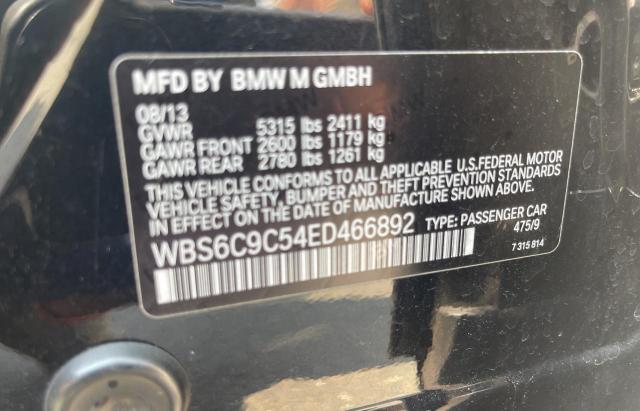 MFD BY BMW M GMBH
08/13
GVWR 5315 lbs 2411 kg
GAWR FRONT 2600 lbs 1179 kg
GAWR REAR 2780 lbs 1261 kg
THIS VEHICLE CONFORMS TO ALL APPLICABLE U.S.FEDERAL MOTOR
VEHICLE SAFETY, BUMPER AND THEFT PREVENTION STANDARDS
IN EFFECT ON THE DATE OF MANUFACTURE SHOWN ABOVE.
WBS6C9C54ED466892 TYPE: PASSENGER CAR
475/9
7 315 814